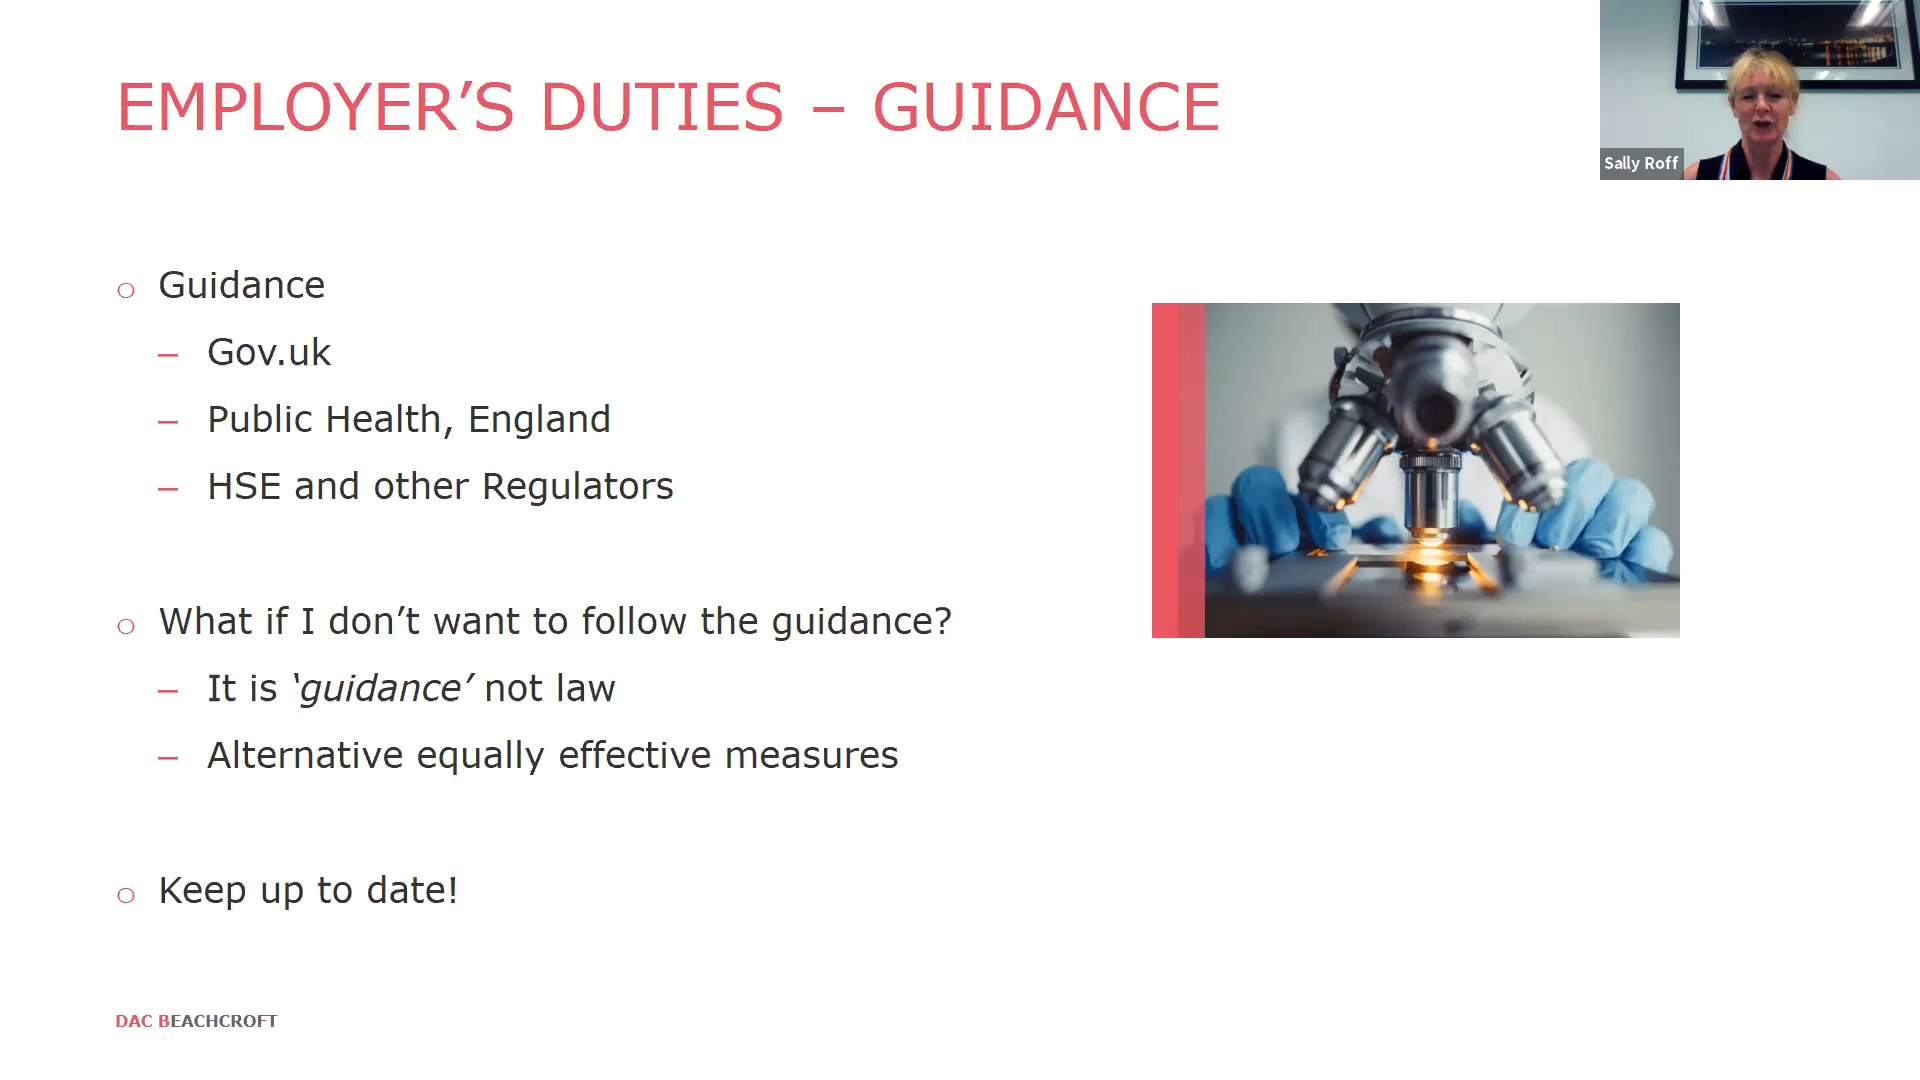 EMPLOYER’S DUTIES – GUIDANCE
Sally Roff
o Guidance
– Gov.uk
– Public Health, England
– HSE and other Regulators
o What if I don’t want to follow the guidance?
– It is ‘guidance’ not law
– Alternative equally effective measures
o Keep up to date!
DAC BEACHCROFT